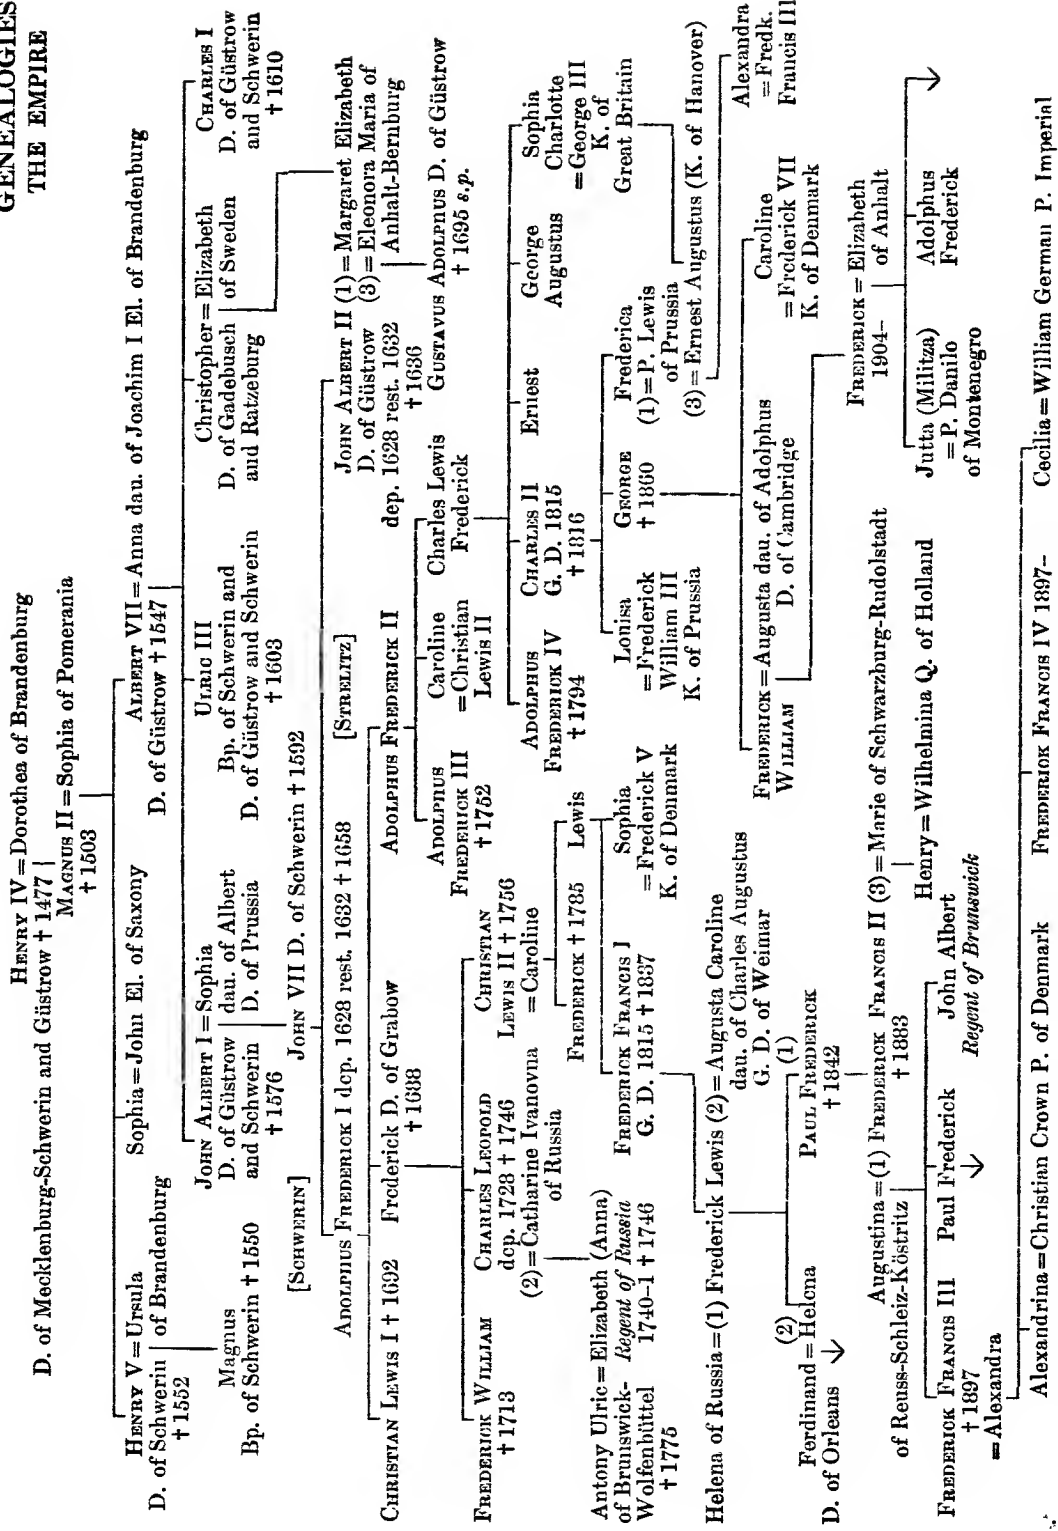 GENEALOGIES
THE EMPIRE
HENRY IV = Dorothea of Brandenburg
D. of Mecklenburg-Schwerin and Güstrow † 1477
MAGNUS II = Sophia of Pomerania
† 1503
HENRY V = Ursula
D. of Schwerin of Brandenburg
† 1552
Sophia = John El. of Saxony
ALBERT VII = Anna dau. of Joachim I El. of Brandenburg
D. of Güstrow † 1547
Magnus
Bp. of Schwerin † 1550
JOHN ALBERT I = Sophia
D. of Güstrow dau. of Albert
and Schwerin D. of Prussia
† 1576
ULRIC III
Bp. of Schwerin and
D. of Güstrow and Schwerin
† 1603
Christopher = Elizabeth
D. of Gadebusch of Sweden
and Ratzeburg
CHARLES I
D. of Güstrow
and Schwerin
† 1610
JOHN VII D. of Schwerin † 1592
[SCHWERIN]
[STRELITZ]
ADOLPHUS FREDERICK I dep. 1628 rest. 1632 † 1658
JOHN ALBERT II (1) = Margaret Elizabeth
D. of Güstrow (3) = Eleonora Maria of
dep. 1628 rest. 1632 Anhalt-Bernburg
† 1636
GUSTAVUS ADOLPHUS D. of Güstrow
† 1695 s.p.
CHRISTIAN LEWIS I † 1692
Frederick D. of Grabow
† 1688
ADOLPHUS FREDERICK II
ADOLPHUS
FREDERICK III
† 1752
Caroline
= Christian
Lewis II
Charles Lewis
Frederick
FREDERICK WILLIAM
† 1713
CHARLES LEOPOLD
dep. 1728 † 1746
(2) = Catharine Ivanovna
of Russia
CHRISTIAN
LEWIS II † 1756
= Caroline
ADOLPHUS
FREDERICK IV
† 1794
CHARLES II
G. D. 1815
† 1816
Ernest
George
Augustus
Sophia
Charlotte
= George III
K. of
Great Britain
FREDERICK † 1785
Lewis
Antony Ulric = Elizabeth (Anna)
of Brunswick- Regent of Russia
Wolfenbüttel 1740-1 † 1746
† 1775
FREDERICK FRANCIS I
G. D. 1815 † 1837
Sophia
= Frederick V
K. of Denmark
Louisa
= Frederick
William III
K. of Prussia
GEORGE
† 1860
Frederica
(1) = P. Lewis
of Prussia
(3) = Ernest Augustus (K. of Hanover)
Alexandra
= Fredk.
Francis III
Helena of Russia = (1) Frederick Lewis (2) = Augusta Caroline
dau. of Charles Augustus
G. D. of Weimar
FREDERICK = Augusta dau. of Adolphus
WILLIAM D. of Cambridge
Caroline
= Frederick VII
K. of Denmark
(2)
Ferdinand = Helena
D. of Orleans
(1)
PAUL FREDERICK
† 1842
FREDERICK = Elizabeth
1904– of Anhalt
Augustina = (1) FREDERICK FRANCIS II (3) = Marie of Schwarzburg-Rudolstadt
of Reuss-Schleiz-Köstritz † 1883
Henry = Wilhelmina Q. of Holland
Jutta (Militza)
= P. Danilo
of Montenegro
Adolphus
Frederick
FREDERICK FRANCIS III
† 1897
= Alexandra
Paul Frederick
John Albert
Regent of Brunswick
Alexandrina = Christian Crown P. of Denmark
FREDERICK FRANCIS IV 1897–
Cecilia = William German P. Imperial